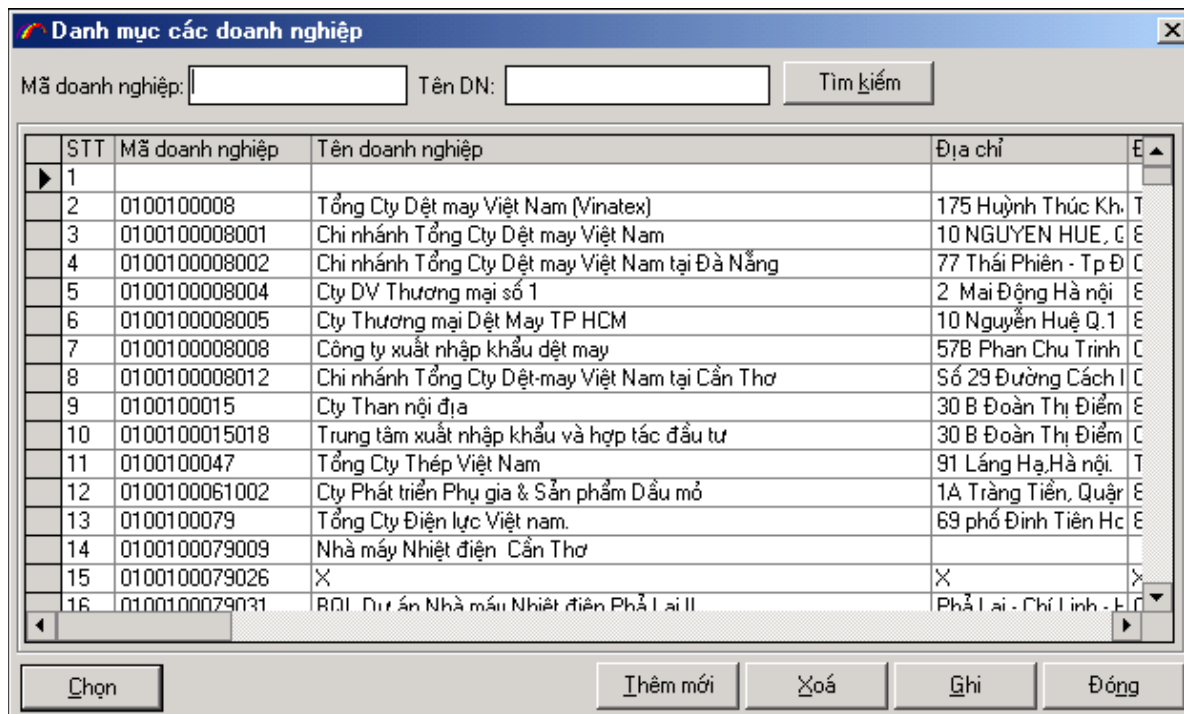 Danh mục các doanh nghiệp
Mã doanh nghiệp: Tên DN: Tìm kiếm
STT Mã doanh nghiệp Tên doanh nghiệp Địa chỉ
1
2 0100100008 Tổng Cty Dệt may Việt Nam (Vinatex) 175 Huỳnh Thúc
3 0100100008001 Chi nhánh Tổng Cty Dệt may Việt Nam 10 NGUYEN HUE,
4 0100100008002 Chi nhánh Tổng Cty Dệt may Việt Nam tại Đà Nẵng 77 Thái Phiên - Tp
5 0100100008004 Cty DV Thương mại số 1 2 Mai Động Hà nội
6 0100100008005 Cty Thương mại Dệt May TP HCM 10 Nguyễn Huệ Q.1
7 0100100008008 Công ty xuất nhập khẩu dệt may 57B Phan Chu Trinh
8 0100100008012 Chi nhánh Tổng Cty Dệt-may Việt Nam tại Cần Thơ Số 29 Đường Cách
9 0100100015 Cty Than nội địa 30 B Đoàn Thị Điểm
10 0100100015018 Trung tâm xuất nhập khẩu và hợp tác đầu tư 30 B Đoàn Thị Điểm
11 0100100047 Tổng Cty Thép Việt Nam 91 Láng Hạ,Hà nội.
12 0100100061002 Cty Phát triển Phụ gia & Sản phẩm Dầu mỏ 1A Tràng Tiền,
13 0100100079 Tổng Cty Điện lực Việt nam. 69 phố Đinh Tiên
14 0100100079009 Nhà máy Nhiệt điện Cần Thơ
15 0100100079026 X X
16 0100100079031 BQL Dự án Nhà máy Nhiệt điện Phả Lại II Phả Lại - Chí Linh -
Chọn Thêm mới Xoá Ghi Đóng